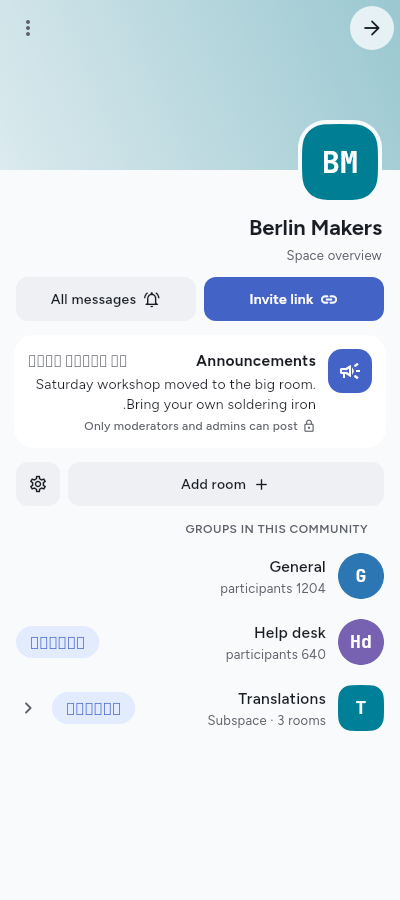 BM
Berlin Makers
Space overview
Invite link
All messages
Announcements
Saturday workshop moved to the big room.
Bring your own soldering iron.
Only moderators and admins can post
Add room
GROUPS IN THIS COMMUNITY
G
General
participants 1204
Hd
Help desk
participants 640
T
Translations
Subspace · 3 rooms